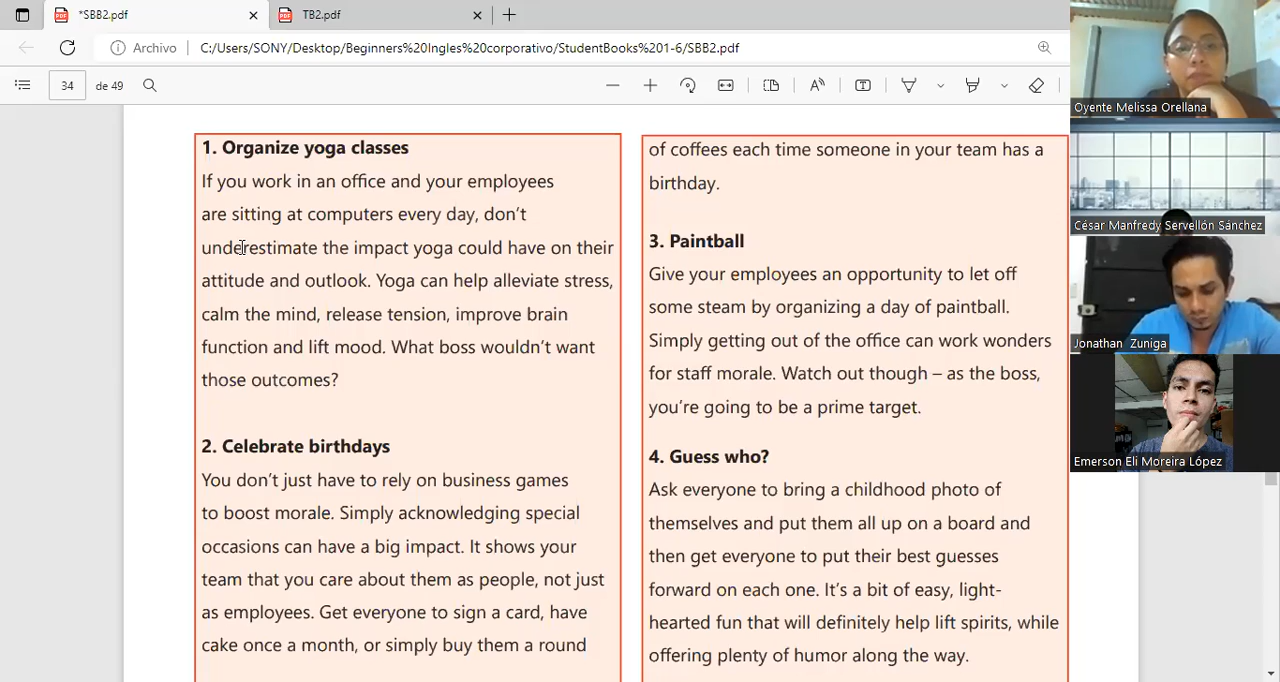 *SBB2.pdf
TB2.pdf
Archivo
C:/Users/SONY/Desktop/Beginners%20Ingles%20corporativo/StudentBooks%201-6/SBB2.pdf
34
de 49
1. Organize yoga classes
If you work in an office and your employees
are sitting at computers every day, don't
underestimate the impact yoga could have on their
attitude and outlook. Yoga can help alleviate stress,
calm the mind, release tension, improve brain
function and lift mood. What boss wouldn't want
those outcomes?
2. Celebrate birthdays
You don't just have to rely on business games
to boost morale. Simply acknowledging special
occasions can have a big impact. It shows your
team that you care about them as people, not just
as employees. Get everyone to sign a card, have
cake once a month, or simply buy them a round
of coffees each time someone in your team has a
birthday.
3. Paintball
Give your employees an opportunity to let off
some steam by organizing a day of paintball.
Simply getting out of the office can work wonders
for staff morale. Watch out though – as the boss,
you're going to be a prime target.
4. Guess who?
Ask everyone to bring a childhood photo of
themselves and put them all up on a board and
then get everyone to put their best guesses
forward on each one. It's a bit of easy, light-
hearted fun that will definitely help lift spirits, while
offering plenty of humor along the way.
Oyente Melissa Orellana
César Manfredy Servellón Sánchez
Jonathan Zuniga
Emerson Eli Moreira López